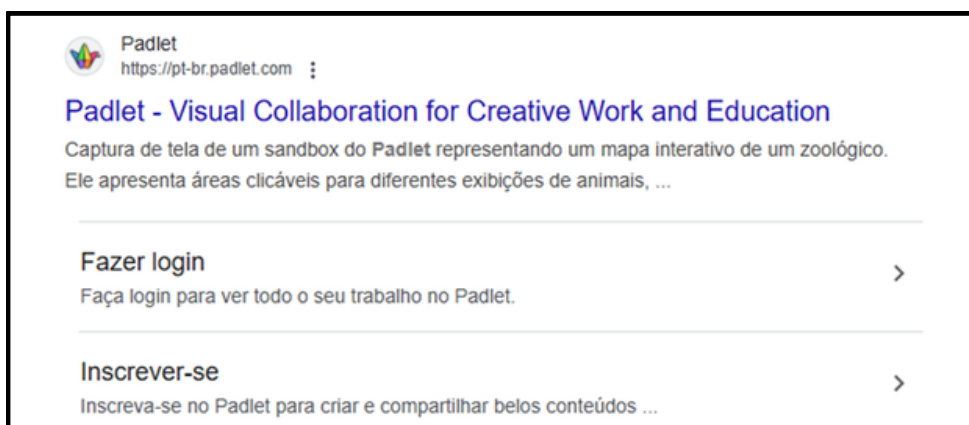 Padlet
https://pt-br.padlet.com
Padlet - Visual Collaboration for Creative Work and Education
Captura de tela de um sandbox do Padlet representando um mapa interativo de um zoológico.
Ele apresenta áreas clicáveis para diferentes exibições de animais, ...
Fazer login
Faça login para ver todo o seu trabalho no Padlet.
Inscrever-se
Inscreva-se no Padlet para criar e compartilhar belos conteúdos ...